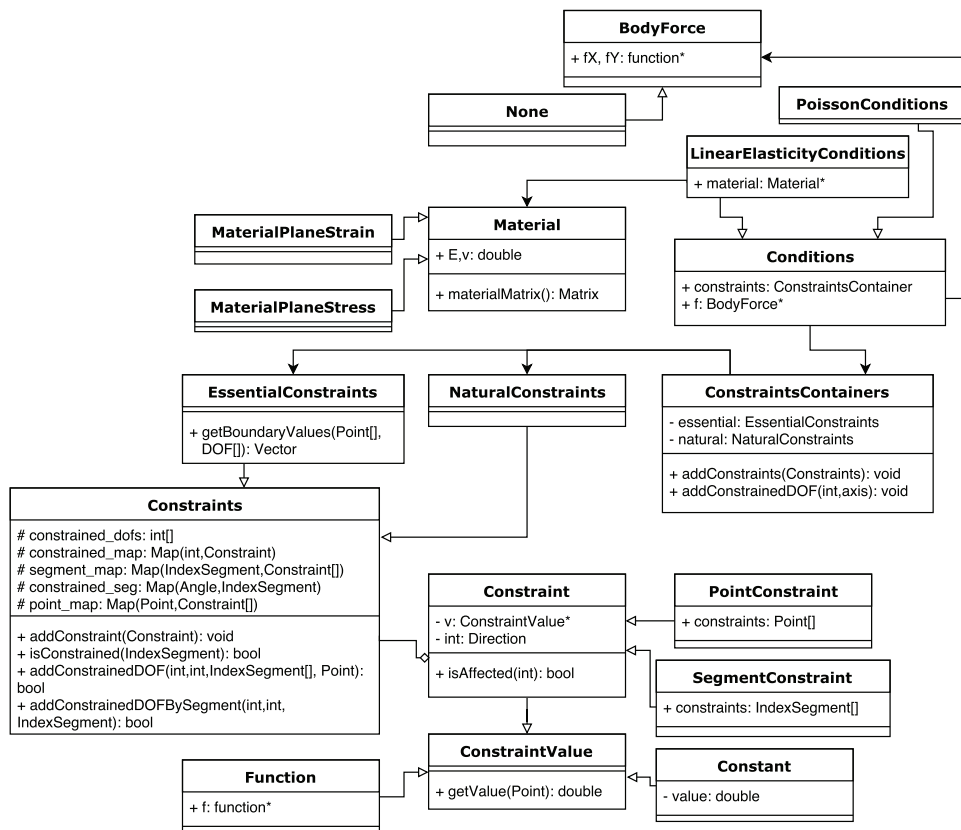 BodyForce
+ fX, fY: function*
None
PoissonConditions
LinearElasticityConditions
+ material: Material*
MaterialPlaneStrain
Material
+ E,v: double
+ materialMatrix(): Matrix
MaterialPlaneStress
Conditions
+ constraints: ConstraintsContainer
+ f: BodyForce*
EssentialConstraints
+ getBoundaryValues(Point[],
DOF[]): Vector
NaturalConstraints
ConstraintsContainers
- essential: EssentialConstraints
- natural: NaturalConstraints
+ addConstraints(Constraints): void
+ addConstrainedDOF(int,axis): void
Constraints
# constrained_dofs: int[]
# constrained_map: Map(int,Constraint)
# segment_map: Map(IndexSegment,Constraint[])
# constrained_seg: Map(Angle,IndexSegment)
# point_map: Map(Point,Constraint[])
+ addConstraint(Constraint): void
+ isConstrained(IndexSegment): bool
+ addConstrainedDOF(int,int,IndexSegment[], Point):
bool
+ addConstrainedDOFBySegment(int,int,
IndexSegment): bool
Constraint
- v: ConstraintValue*
- int: Direction
+ isAffected(int): bool
PointConstraint
+ constraints: Point[]
SegmentConstraint
+ constraints: IndexSegment[]
ConstraintValue
+ getValue(Point): double
Function
+ f: function*
Constant
- value: double